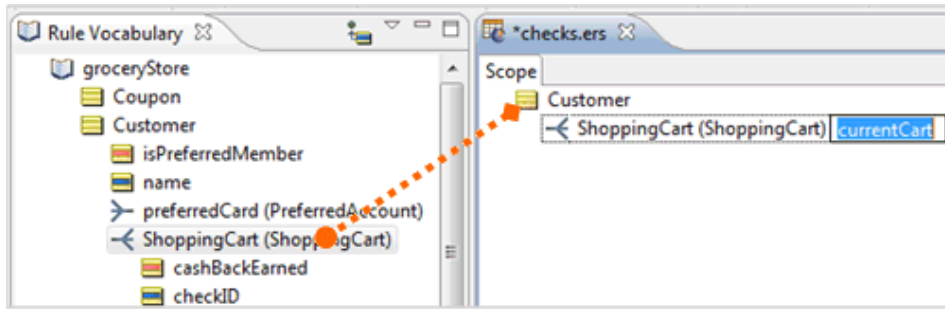 Rule Vocabulary
groceryStore
Coupon
Customer
isPreferredMember
name
preferredCard (PreferredAccount)
ShoppingCart (ShoppingCart)
cashBackEarned
checkID
*checks.ers
Scope
Customer
ShoppingCart (ShoppingCart) currentCart